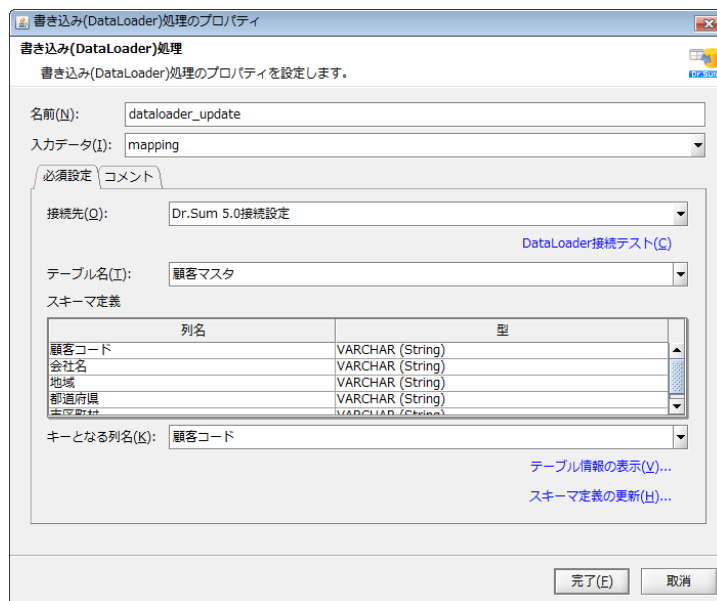 書き込み(DataLoader)処理のプロパティ
書き込み(DataLoader)処理
書き込み(DataLoader)処理のプロパティを設定します。
Dr.Sum
名前(N): dataloader_update
入力データ(I): mapping
必須設定 コメント
接続先(O): Dr.Sum 5.0接続設定
DataLoader接続テスト(C)
テーブル名(T): 顧客マスタ
スキーマ定義
列名 型
顧客コード VARCHAR (String)
会社名 VARCHAR (String)
地域 VARCHAR (String)
都道府県 VARCHAR (String)
市区町村 VARCHAR (String)
キーとなる列名(K): 顧客コード
テーブル情報の表示(V)...
スキーマ定義の更新(H)...
完了(F) 取消